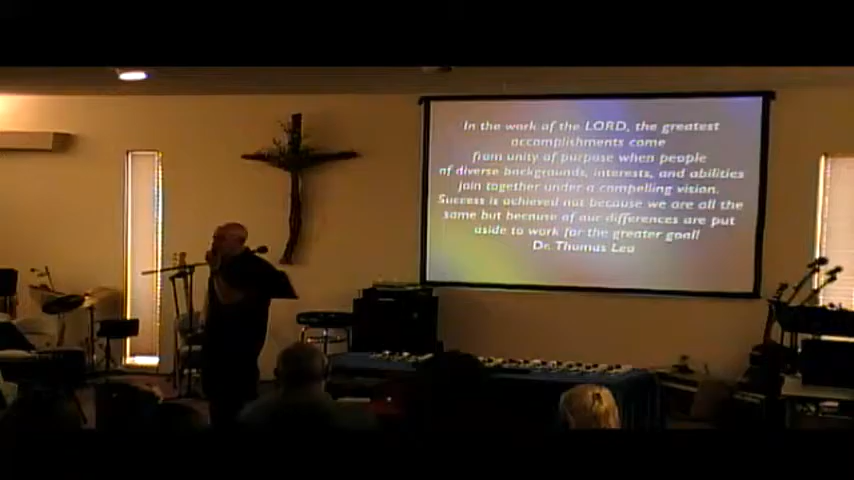 In the work of the LORD, the greatest
accomplishments come
from unity of purpose when people
of diverse backgrounds, interests, and abilities
join together under a compelling vision.
Success is achieved not because we are all the
same but because of our differences are put
aside to work for the greater goal!
Dr. Thomas Lea